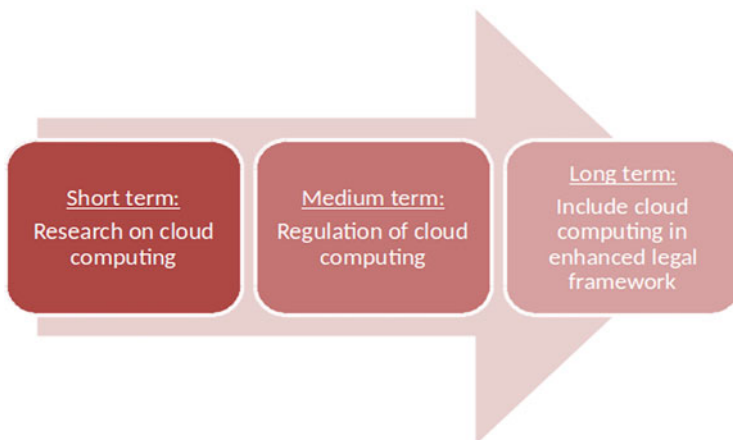 Short term:
Research on cloud
computing
Medium term:
Regulation of cloud
computing
Long term:
Include cloud
computing in
enhanced legal
framework